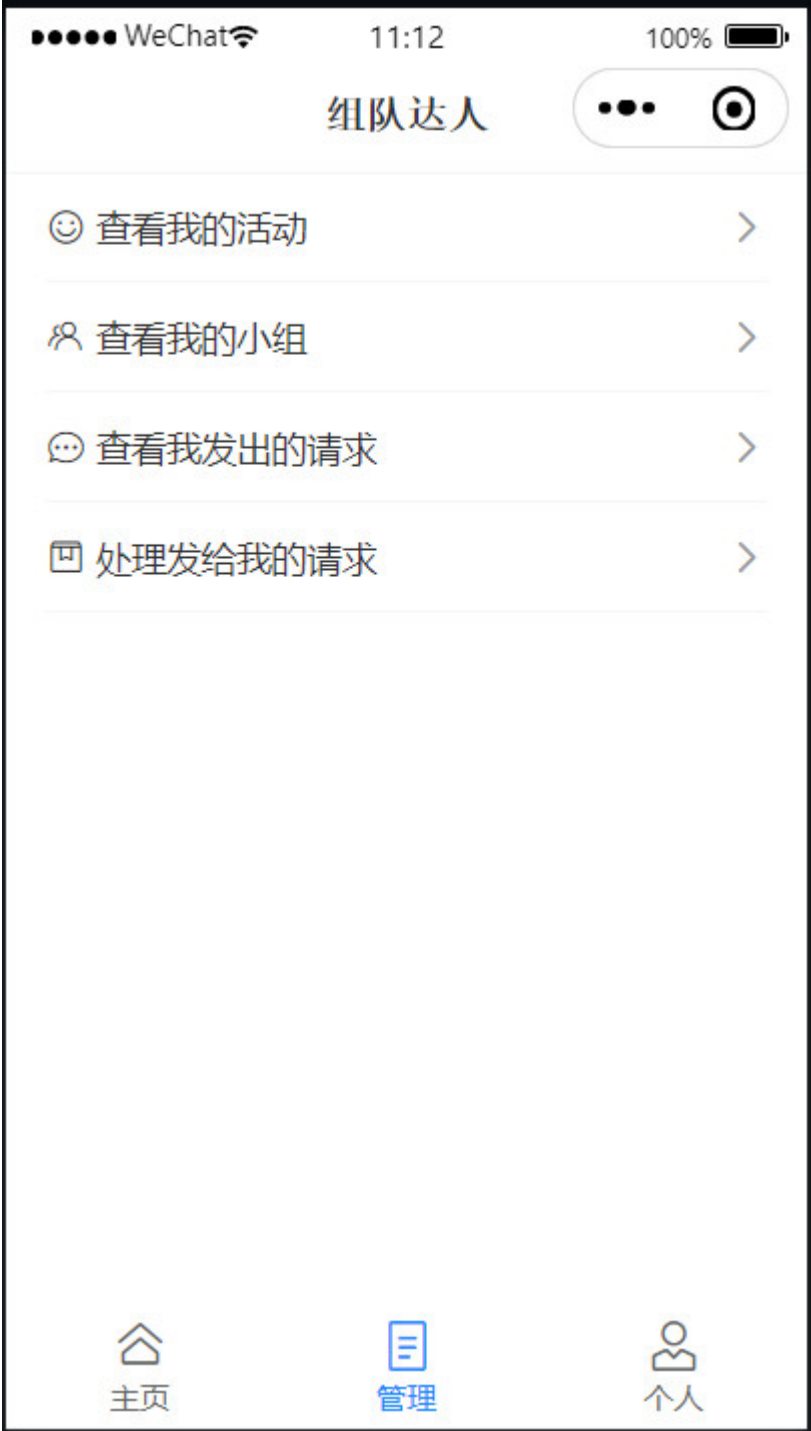 WeChat 11:12 100%
组队达人
查看我的活动
查看我的小组
查看我发出的请求
处理发给我的请求
主页 管理 个人